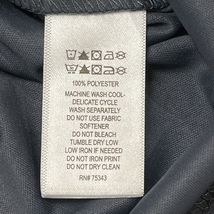 100% POLYESTER
MACHINE WASH COOL-
DELICATE CYCLE
WASH SEPARATELY
DO NOT USE FABRIC
SOFTENER
DO NOT BLEACH
TUMBLE DRY LOW
LOW IRON IF NEEDED
DO NOT PRINT IRON
DO NOT DRY CLEAN
RN# 75343